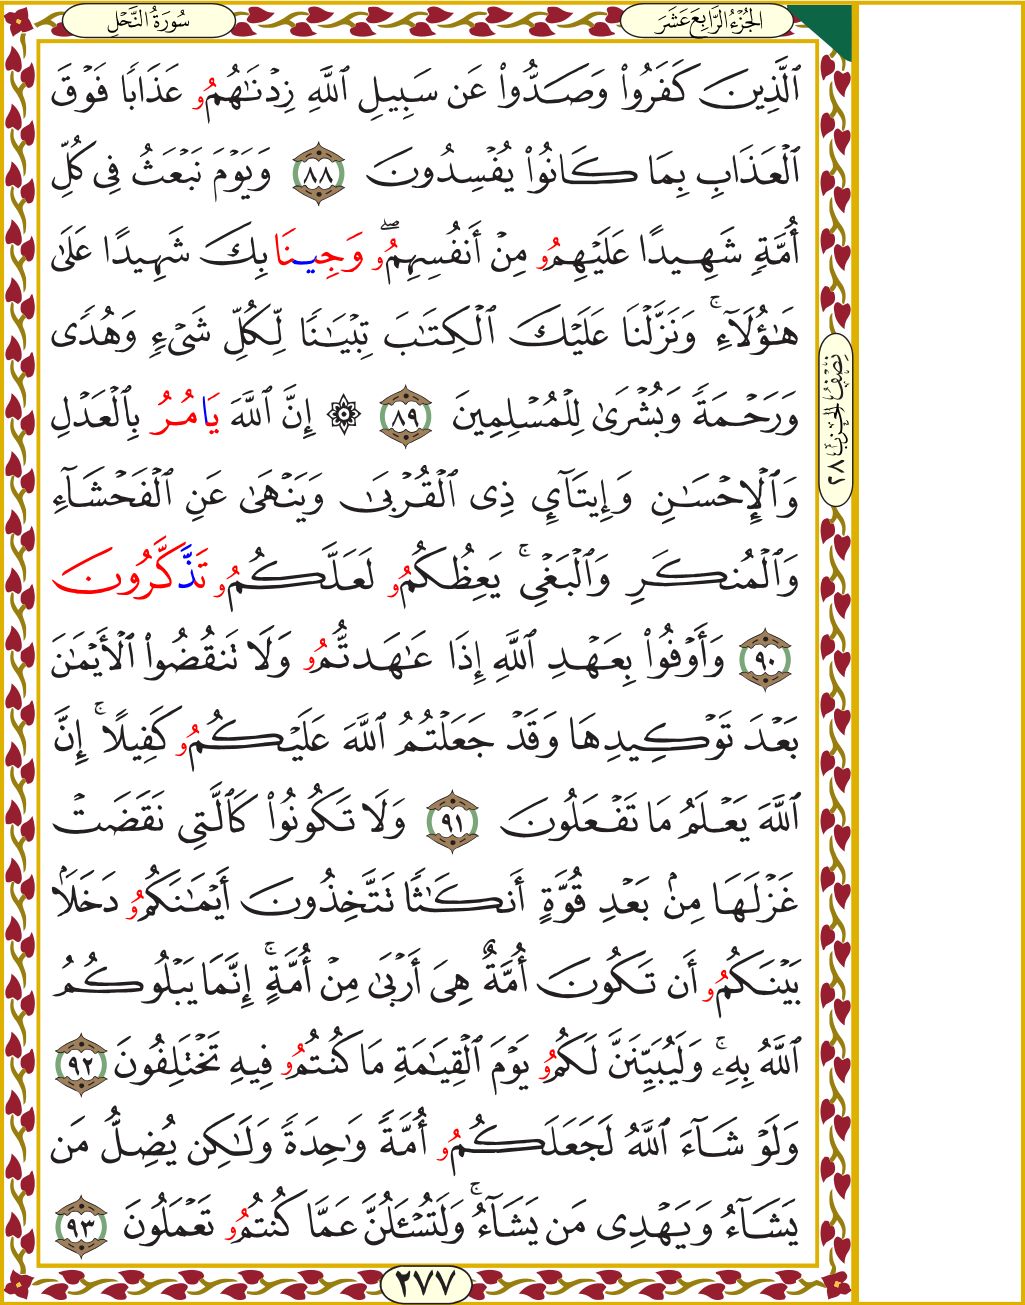 الجُزْءُ الرَّابِعَ عَشَرَ
سُورَةُ النَّحْلِ
ٱلَّذِينَ كَفَرُواْ وَصَدُّواْ عَن سَبِيلِ ٱللَّهِ زِدْنَٰهُمُۥ عَذَابًا فَوْقَ
ٱلْعَذَابِ بِمَا كَانُواْ يُفْسِدُونَ ٨٨ وَيَوْمَ نَبْعَثُ فِى كُلِّ
أُمَّةٍ شَهِيدًا عَلَيْهِمُۥ مِنْ أَنفُسِهِمُۥۖ وَجِينَا بِكَ شَهِيدًا عَلَىٰ
هَٰٓؤُلَآءِۚ وَنَزَّلْنَا عَلَيْكَ ٱلْكِتَٰبَ تِبْيَٰنًا لِّكُلِّ شَىْءٍ وَهُدًى
وَرَحْمَةً وَبُشْرَىٰ لِلْمُسْلِمِينَ ٨٩ ۞ إِنَّ ٱللَّهَ يَامُرُ بِٱلْعَدْلِ
وَٱلْإِحْسَٰنِ وَإِيتَآىِٕ ذِى ٱلْقُرْبَىٰ وَيَنْهَىٰ عَنِ ٱلْفَحْشَآءِ
وَٱلْمُنكَرِ وَٱلْبَغْىِۚ يَعِظُكُمُۥ لَعَلَّكُمُۥ تَذَّكَّرُونَ
٩٠ وَأَوْفُواْ بِعَهْدِ ٱللَّهِ إِذَا عَٰهَدتُّمُۥ وَلَا تَنقُضُواْ ٱلْأَيْمَٰنَ
بَعْدَ تَوْكِيدِهَا وَقَدْ جَعَلْتُمُ ٱللَّهَ عَلَيْكُمُۥ كَفِيلًاۚ إِنَّ
ٱللَّهَ يَعْلَمُ مَا تَفْعَلُونَ ٩١ وَلَا تَكُونُواْ كَٱلَّتِى نَقَضَتْ
غَزْلَهَا مِنۢ بَعْدِ قُوَّةٍ أَنكَٰثًا تَتَّخِذُونَ أَيْمَٰنَكُمُۥ دَخَلًۢا
بَيْنَكُمُۥ أَن تَكُونَ أُمَّةٌ هِىَ أَرْبَىٰ مِنْ أُمَّةٍۚ إِنَّمَا يَبْلُوكُمُ
ٱللَّهُ بِهِۦۚ وَلَيُبَيِّنَنَّ لَكُمُۥ يَوْمَ ٱلْقِيَٰمَةِ مَا كُنتُمُۥ فِيهِ تَخْتَلِفُونَ ٩٢
وَلَوْ شَآءَ ٱللَّهُ لَجَعَلَكُمُۥ أُمَّةً وَٰحِدَةً وَلَٰكِن يُضِلُّ مَن
يَشَآءُ وَيَهْدِى مَن يَشَآءُۚ وَلَتُسْـَٔلُنَّ عَمَّا كُنتُمُۥ تَعْمَلُونَ ٩٣
نِصْفُ الحِزْبِ ٢٨
٢٧٧